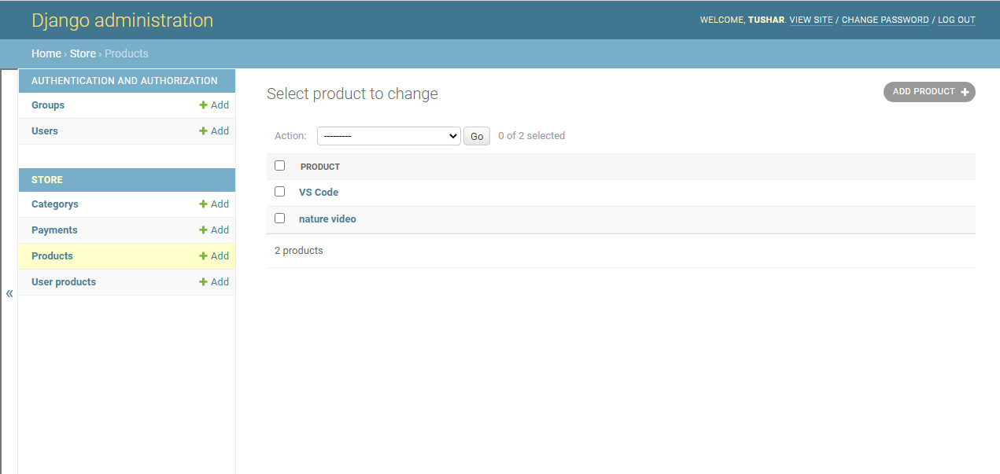 Django administration
WELCOME, TUSHAR. VIEW SITE / CHANGE PASSWORD / LOG OUT
Home › Store › Products
AUTHENTICATION AND AUTHORIZATION
Groups + Add
Users + Add
STORE
Categorys + Add
Payments + Add
Products + Add
User products + Add
«
Select product to change
ADD PRODUCT +
Action: --------- Go 0 of 2 selected
PRODUCT
VS Code
nature video
2 products